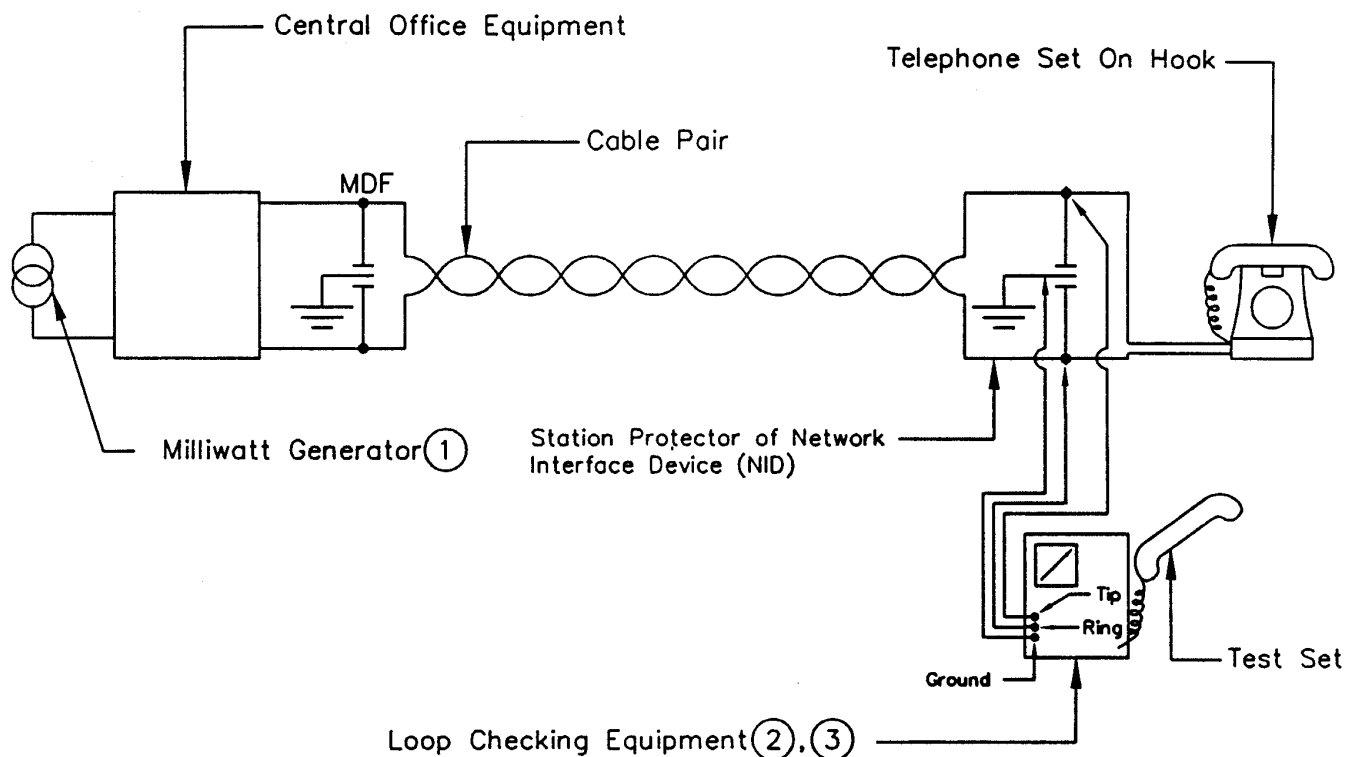 Central Office Equipment
Telephone Set On Hook
Cable Pair
MDF
Milliwatt Generator 1
Station Protector of Network
Interface Device (NID)
Tip
Ring
Ground
Test Set
Loop Checking Equipment 2, 3